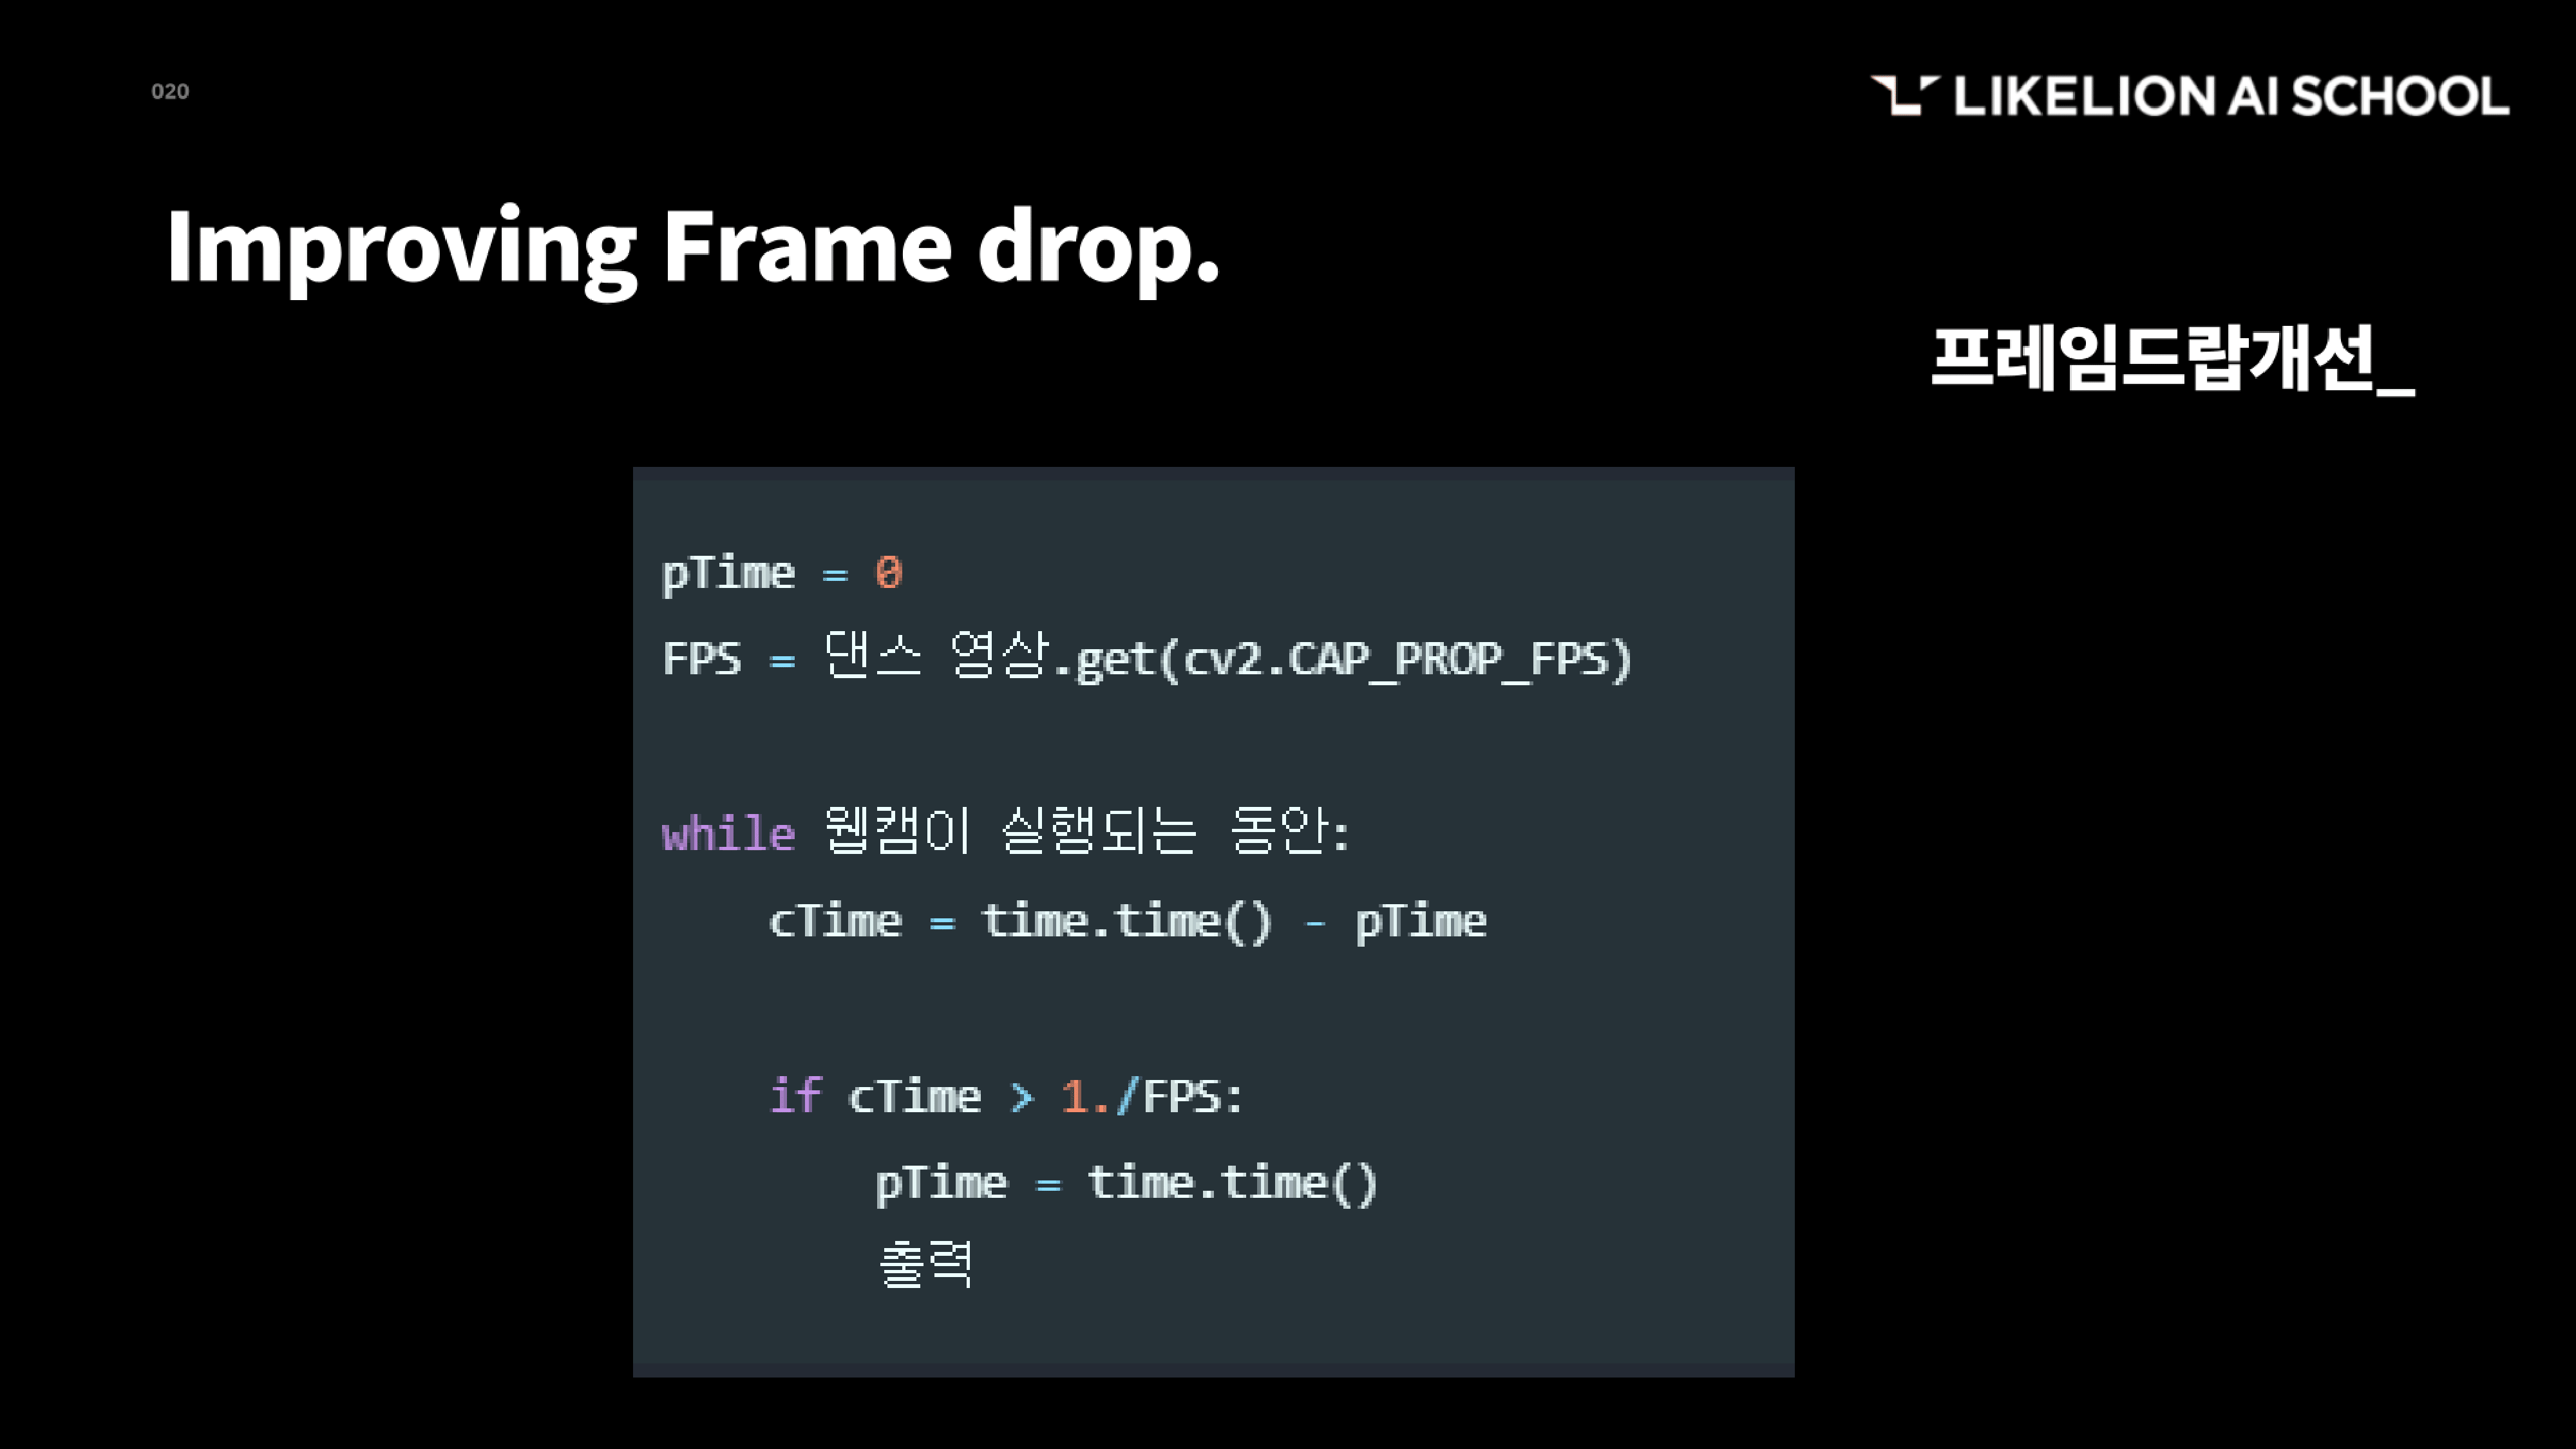 020
LIKELION AI SCHOOL
Improving Frame drop.
프레임드랍개선_
pTime = 0
FPS = 댄스 영상.get(cv2.CAP_PROP_FPS)
while 웹캠이 실행되는 동안:
    cTime = time.time() - pTime
    if cTime > 1./FPS:
        pTime = time.time()
        출력